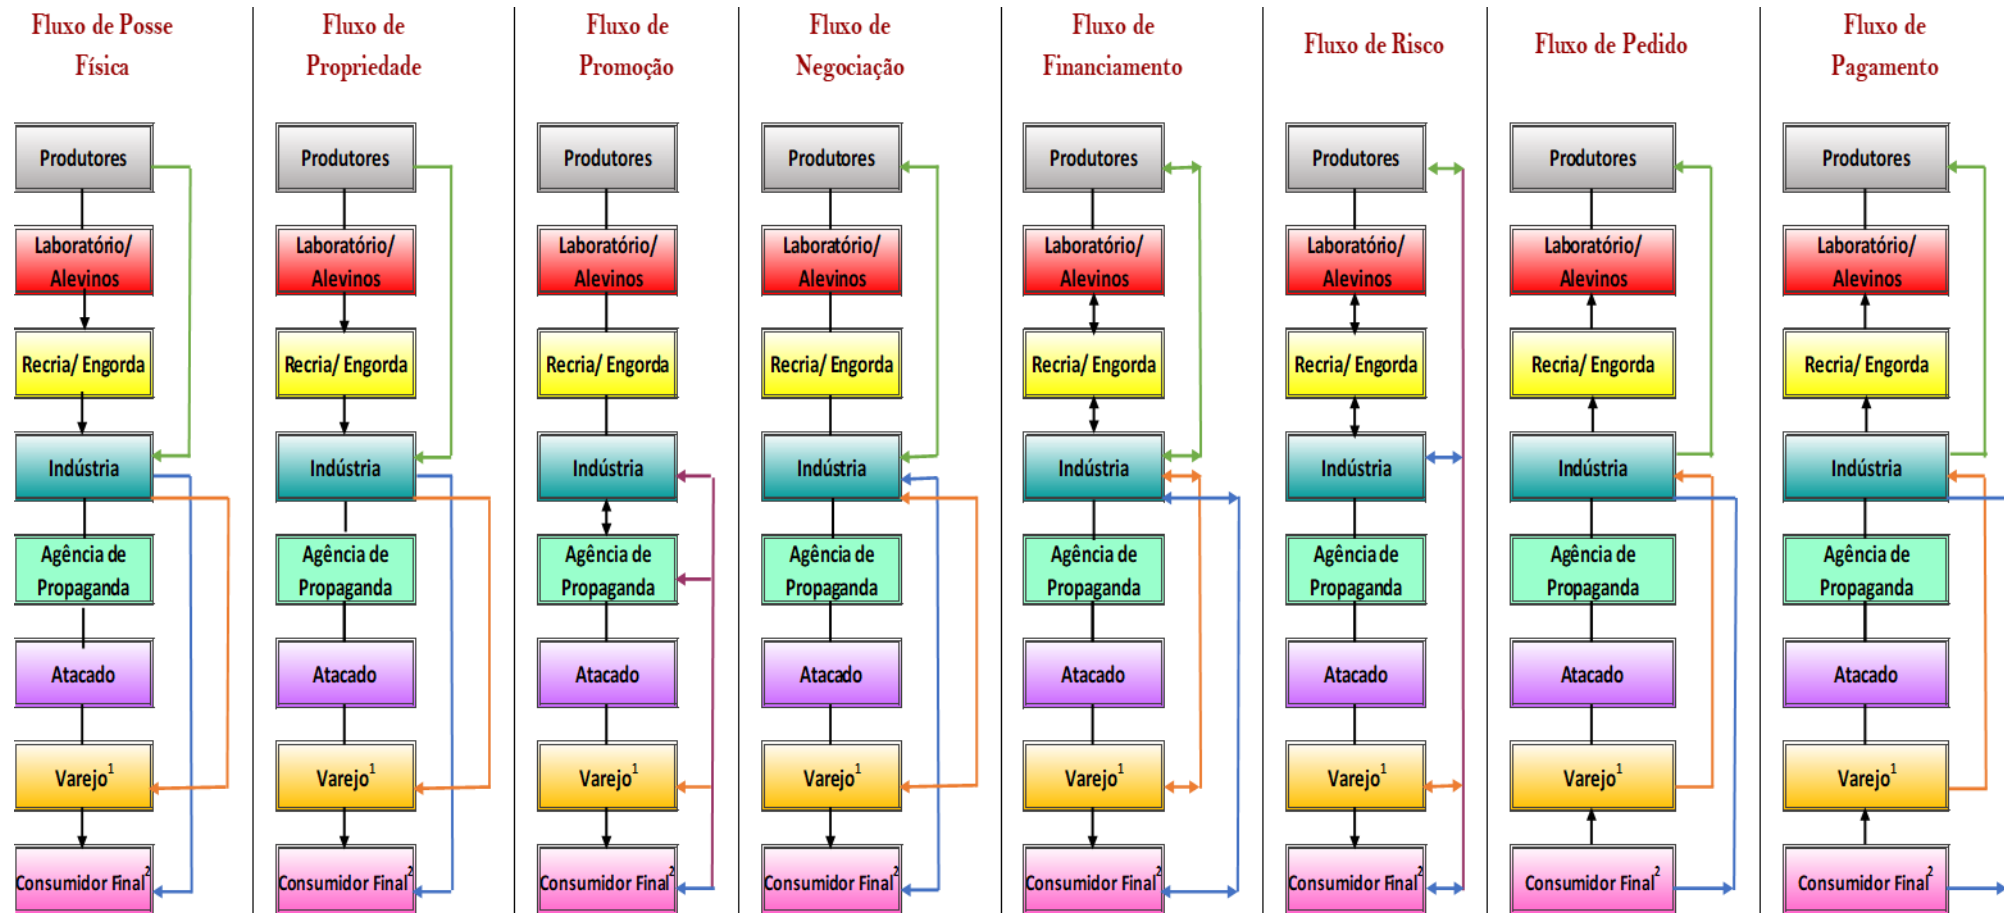 Fluxo de Posse
Física
Produtores
Laboratório/
Alevinos
Recria/ Engorda
Indústria
Agência de
Propaganda
Atacado
Varejo¹
Consumidor Final²
Fluxo de
Propriedade
Produtores
Laboratório/
Alevinos
Recria/ Engorda
Indústria
Agência de
Propaganda
Atacado
Varejo¹
Consumidor Final²
Fluxo de
Promoção
Produtores
Laboratório/
Alevinos
Recria/ Engorda
Indústria
Agência de
Propaganda
Atacado
Varejo¹
Consumidor Final²
Fluxo de
Negociação
Produtores
Laboratório/
Alevinos
Recria/ Engorda
Indústria
Agência de
Propaganda
Atacado
Varejo¹
Consumidor Final²
Fluxo de
Financiamento
Produtores
Laboratório/
Alevinos
Recria/ Engorda
Indústria
Agência de
Propaganda
Atacado
Varejo¹
Consumidor Final²
Fluxo de Risco
Produtores
Laboratório/
Alevinos
Recria/ Engorda
Indústria
Agência de
Propaganda
Atacado
Varejo¹
Consumidor Final²
Fluxo de Pedido
Produtores
Laboratório/
Alevinos
Recria/ Engorda
Indústria
Agência de
Propaganda
Atacado
Varejo¹
Consumidor Final²
Fluxo de
Pagamento
Produtores
Laboratório/
Alevinos
Recria/ Engorda
Indústria
Agência de
Propaganda
Atacado
Varejo¹
Consumidor Final²